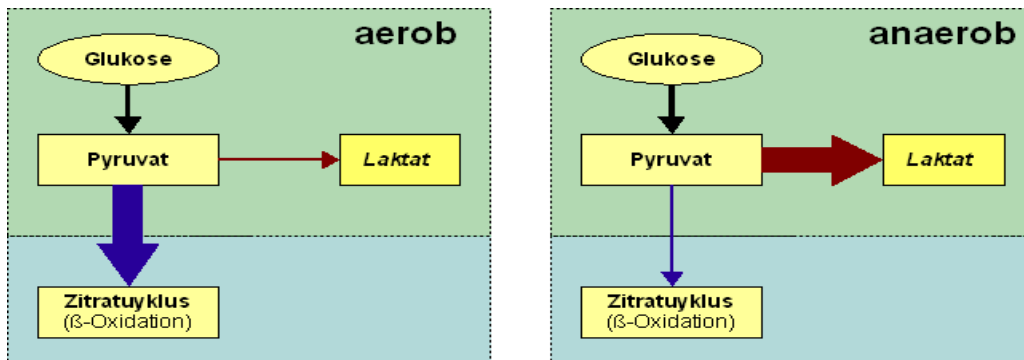 aerob
Glukose
Pyruvat
Laktat
Zitratuyklus
(ß-Oxidation)
anaerob
Glukose
Pyruvat
Laktat
Zitratuyklus
(ß-Oxidation)